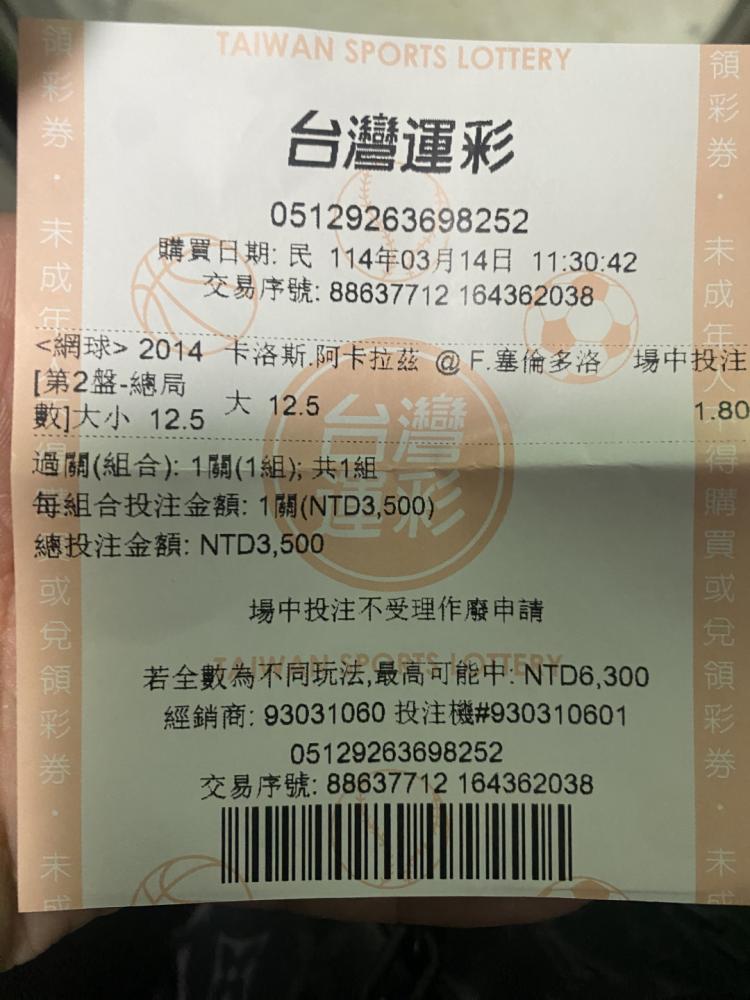 TAIWAN SPORTS LOTTERY
台灣運彩
05129263698252
購買日期: 民 114年03月14日 11:30:42
交易序號: 88637712 164362038
<網球> 2014 卡洛斯.阿卡拉茲 @ F.塞倫多洛 場中投注
[第2盤-總局
數]大小 12.5 大 12.5 1.80
過關(組合): 1關(1組); 共1組
每組合投注金額: 1關(NTD3,500)
總投注金額: NTD3,500
台灣運彩
場中投注不受理作廢申請
TAIWAN SPORTS LOTTERY
若全數為不同玩法,最高可能中: NTD6,300
經銷商: 93031060 投注機#930310601
05129263698252
交易序號: 88637712 164362038
領彩券·未成年
或兌領彩券·未成
領彩券·未成年人
得購買或兌領彩券·未成